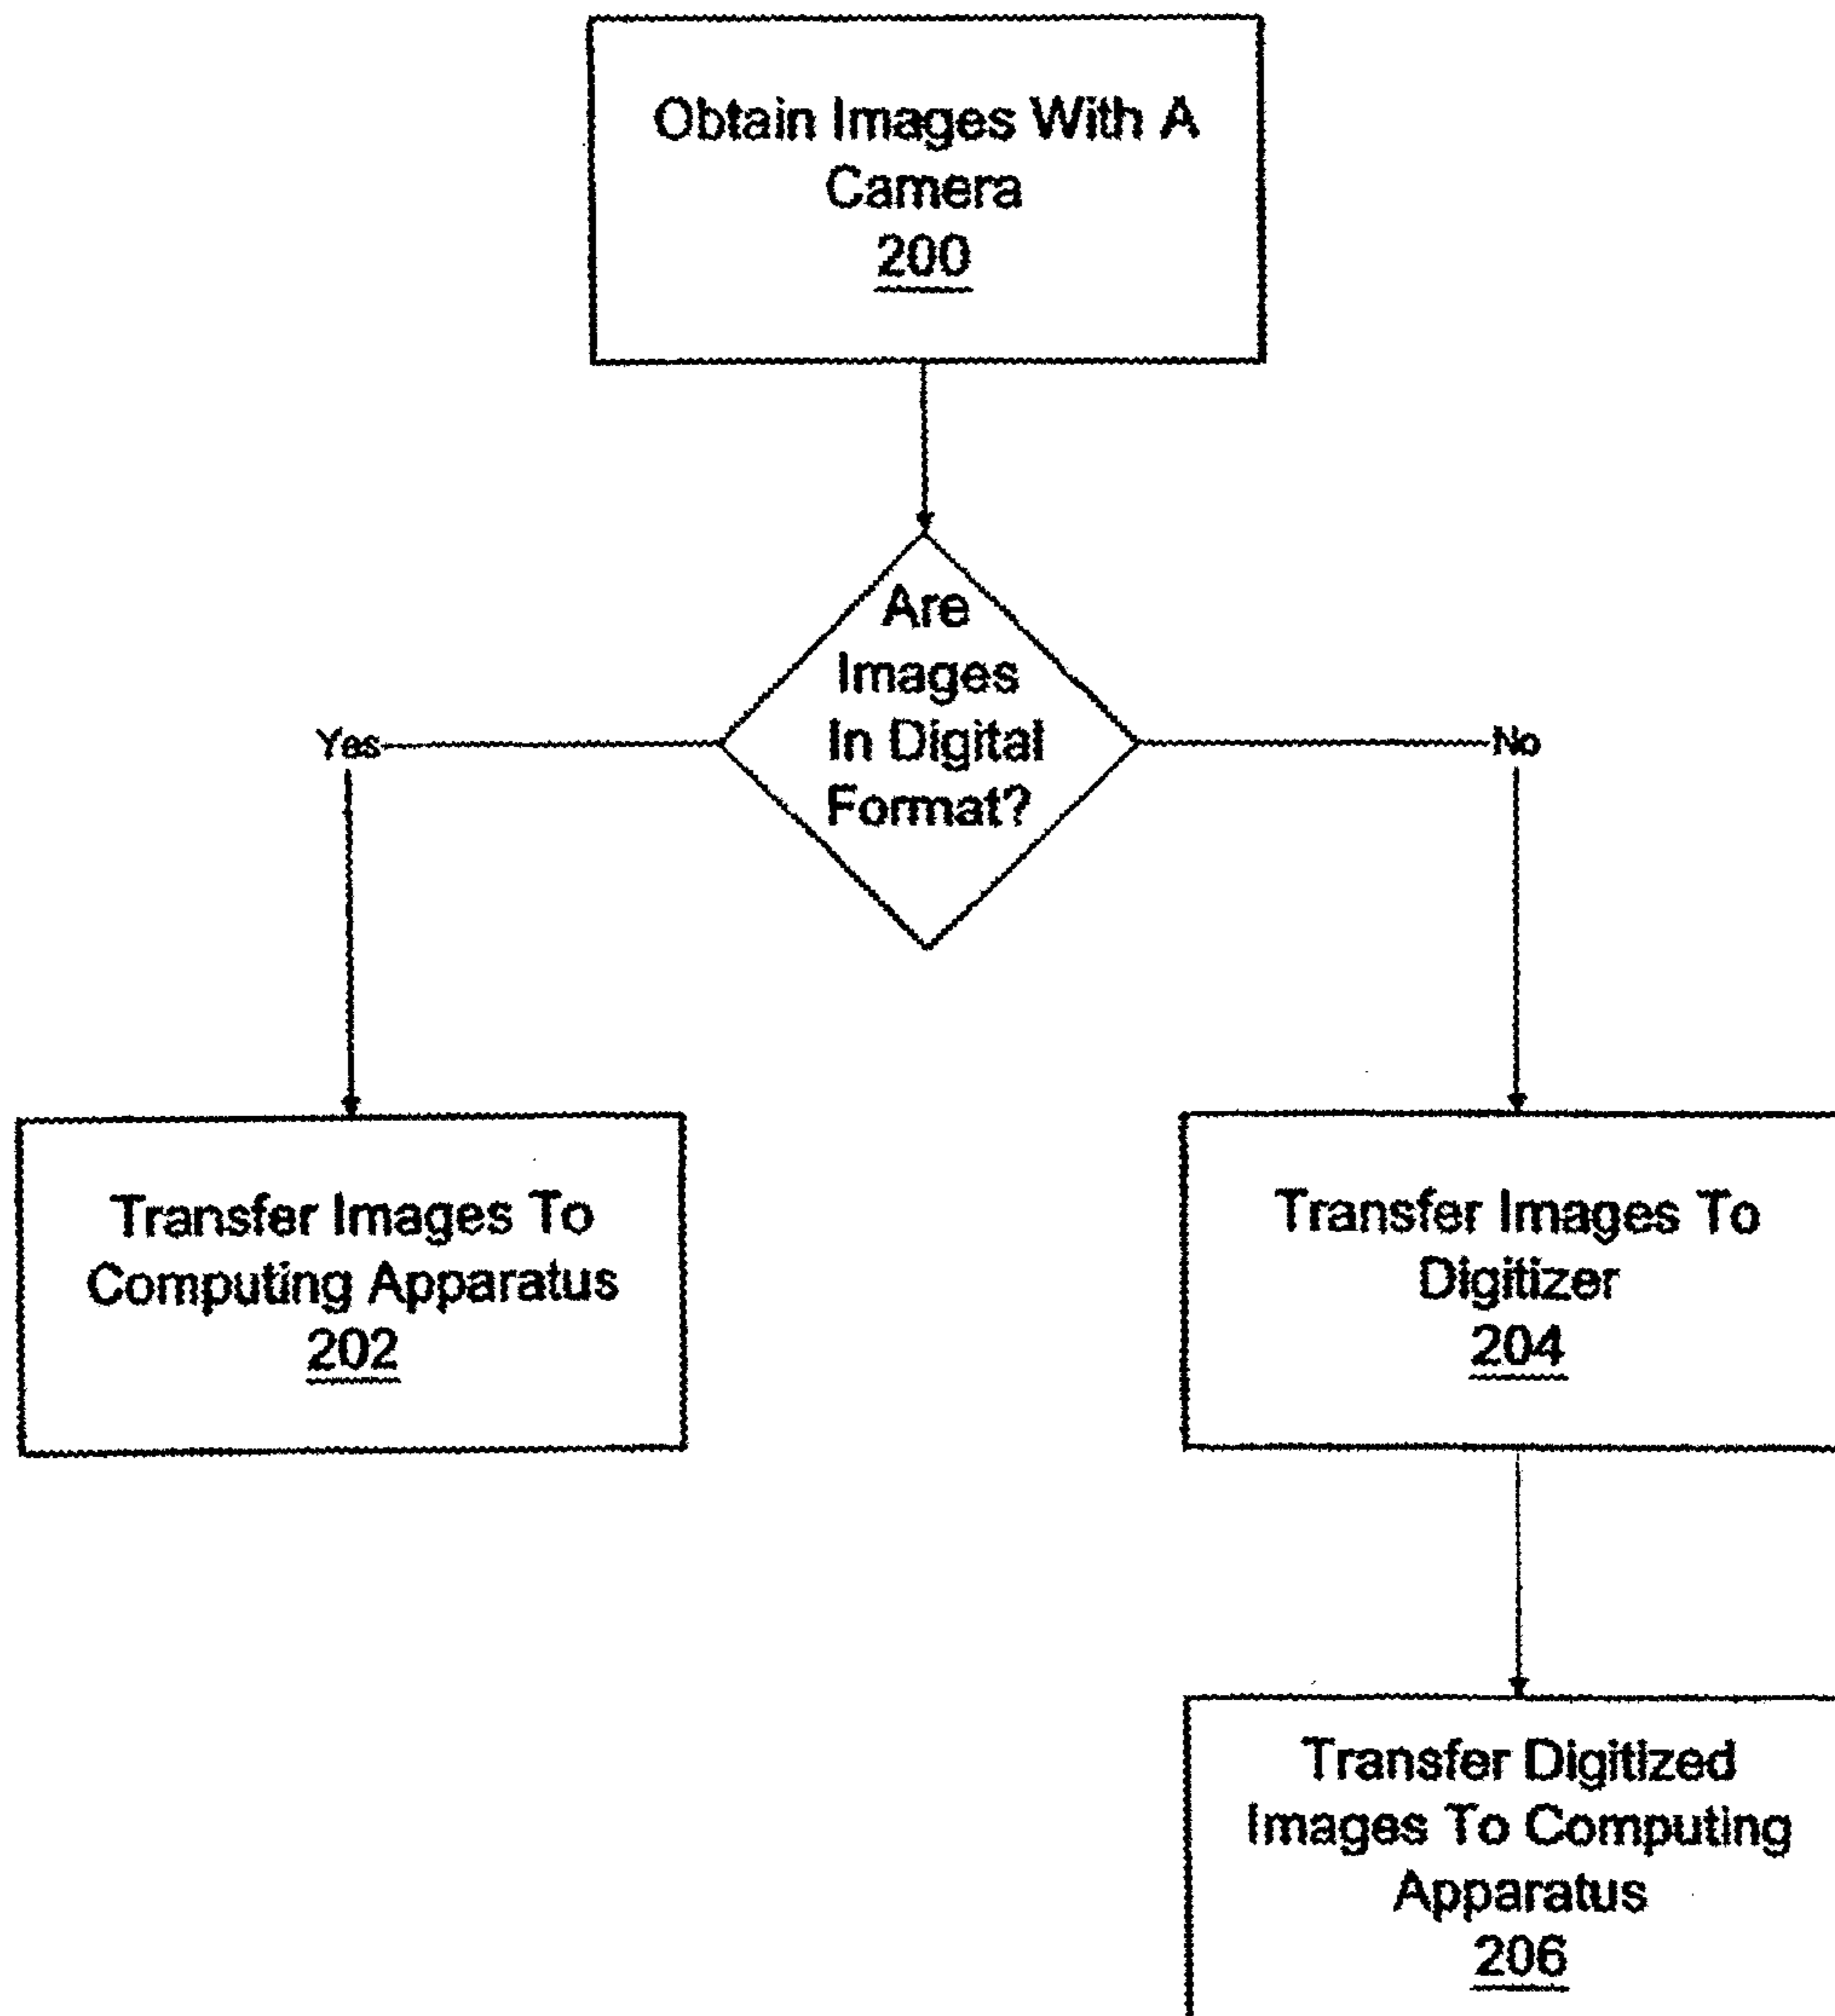 Obtain Images With A
Camera
200
Are
Images
In Digital
Format?
Yes
No
Transfer Images To
Computing Apparatus
202
Transfer Images To
Digitizer
204
Transfer Digitized
Images To Computing
Apparatus
206